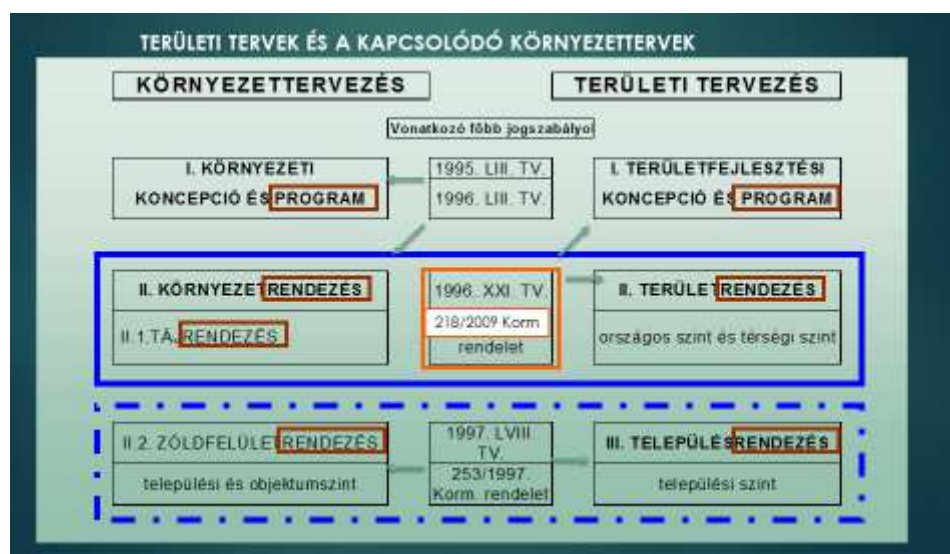 TERÜLETI TERVEK ÉS A KAPCSOLÓDÓ KÖRNYEZETTERVEK
KÖRNYEZETTERVEZÉS
TERÜLETI TERVEZÉS
Vonatkozó főbb jogszabályol
I. KÖRNYEZETI
KONCEPCIÓ ÉS PROGRAM
1995. LIII. TV.
1996. LIII. TV.
I. TERÜLETFEJLESZTÉSI
KONCEPCIÓ ÉS PROGRAM
II. KÖRNYEZETRENDEZÉS
II.1.TÁJRENDEZÉS
1996. XXI. TV.
218/2009 Korm
rendelet
II. TERÜLETRENDEZÉS
országos szint és térségi szint
II.2. ZÖLDFELÜLETRENDEZÉS
települési és objektumszint
1997. LVIII.
TV.
253/1997.
Korm. rendelet
III. TELEPÜLÉSRENDEZÉS
települési szint